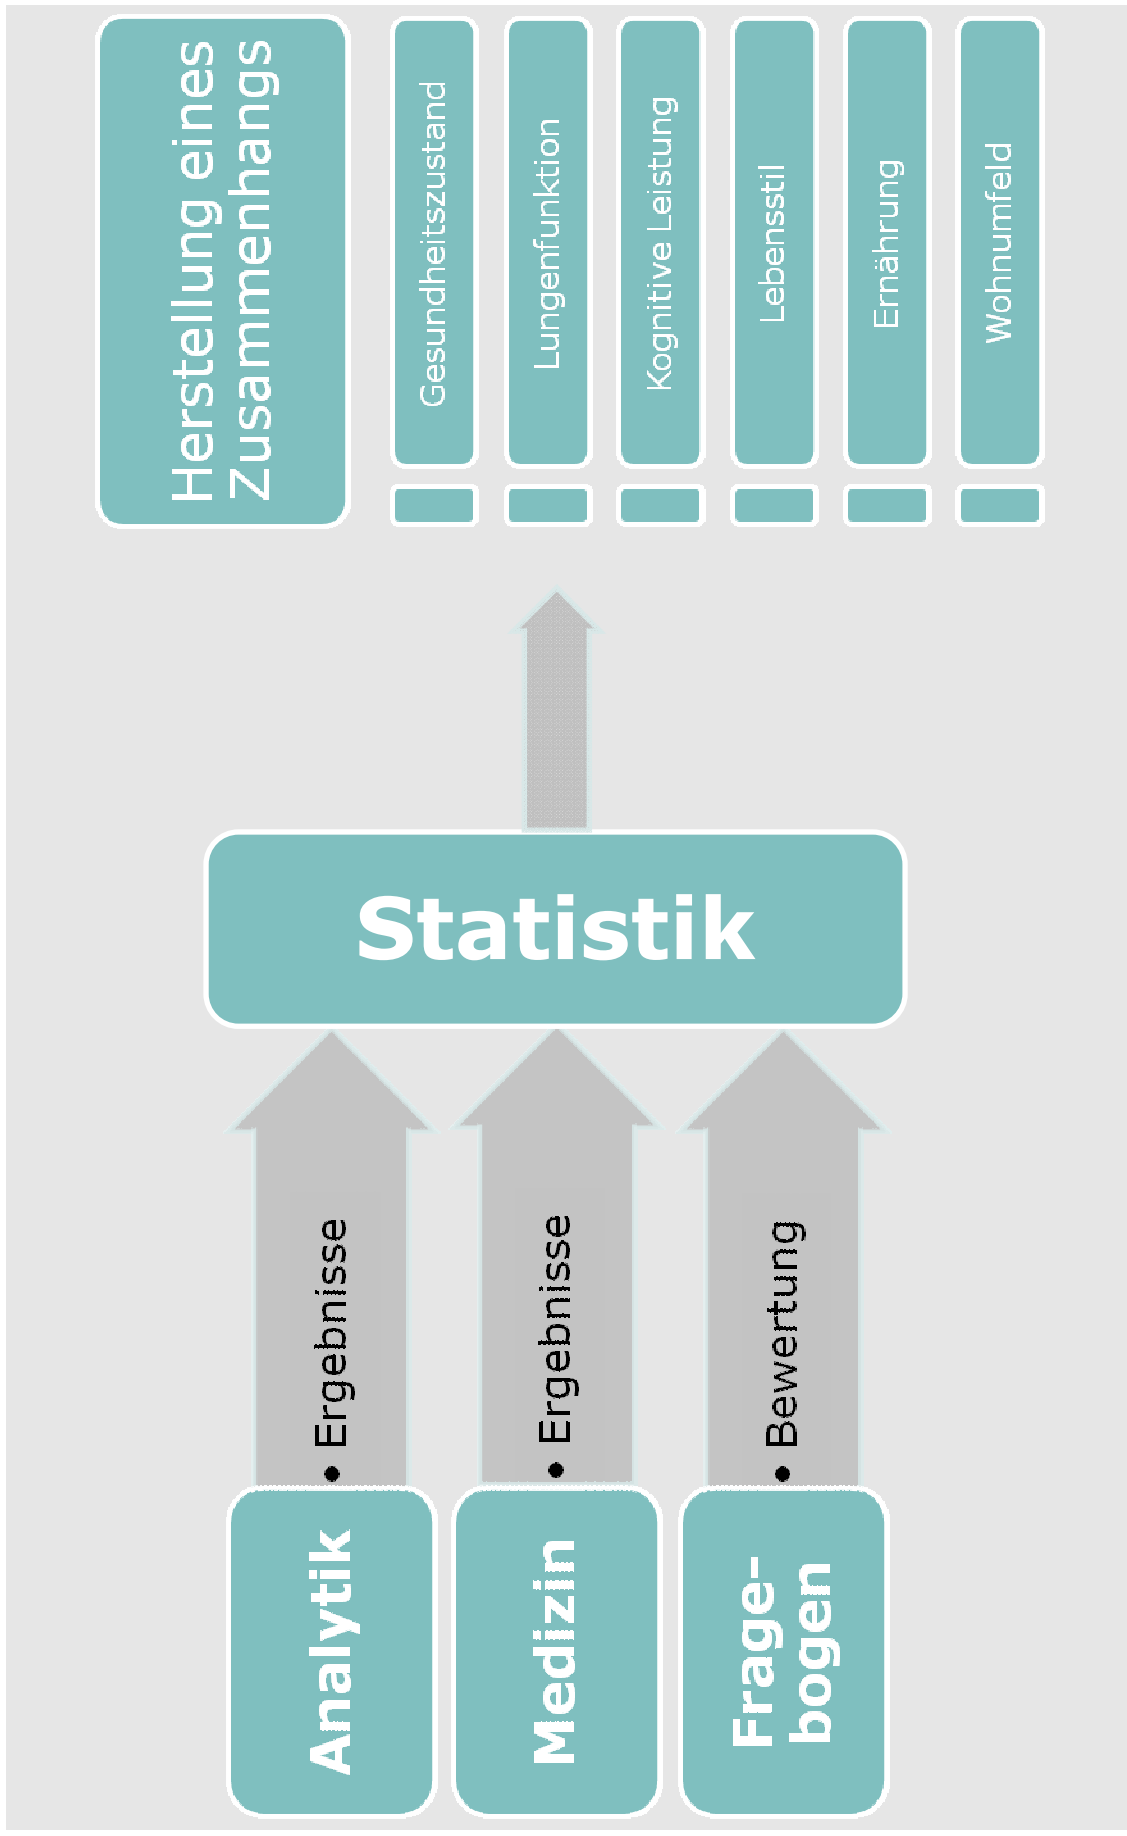 Herstellung eines
Zusammenhangs
Gesundheitszustand
Lungenfunktion
Kognitive Leistung
Lebensstil
Ernährung
Wohnumfeld
Statistik
• Ergebnisse
• Ergebnisse
• Bewertung
Analytik
Medizin
Frage-
bogen